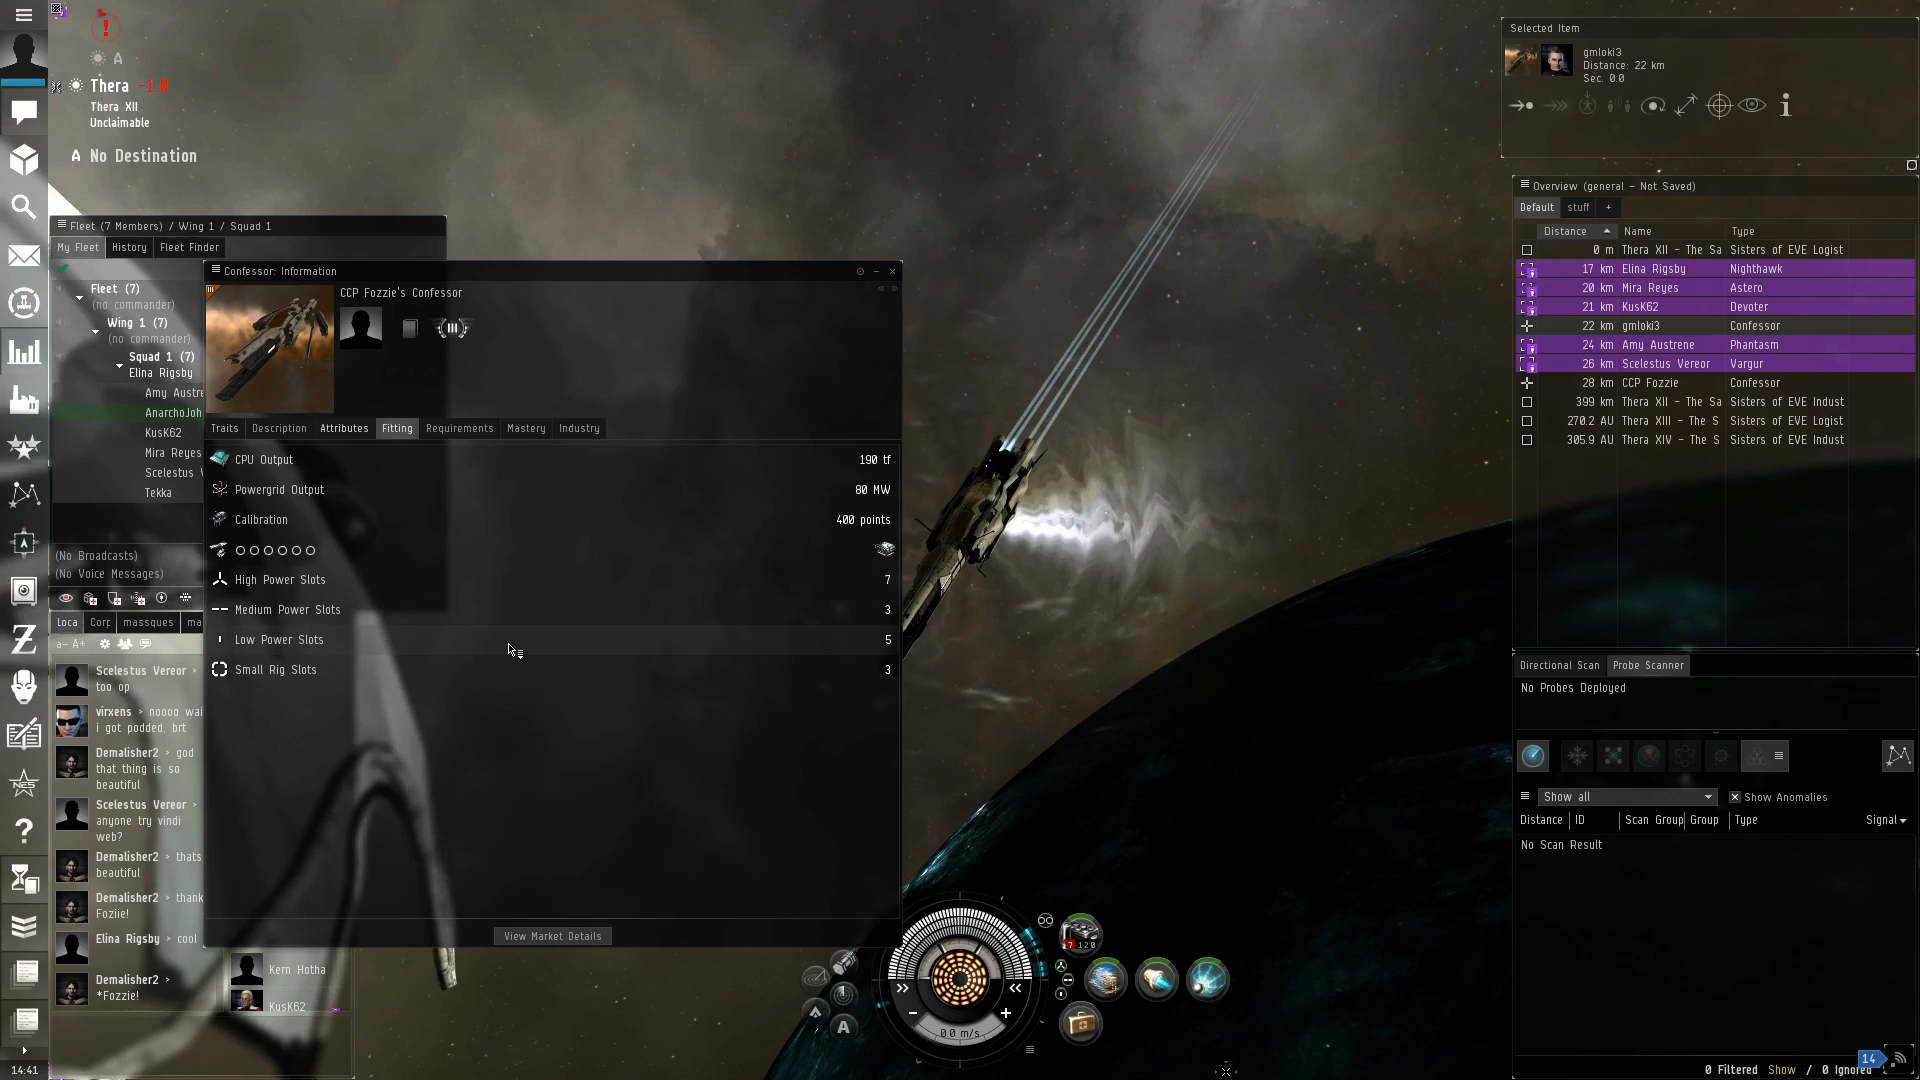 Thera -1.0
Thera XII
Unclaimable
A No Destination
Fleet (7 Members) / Wing 1 / Squad 1
My Fleet History Fleet Finder
Fleet (7)
(no commander)
Wing 1 (7)
(no commander)
Squad 1 (7)
Elina Rigsby
Amy Austre
AnarchoJoh
KusK62
Mira Reyes
Scelestus V
Tekka
(No Broadcasts)
(No Voice Messages)
Loca Corp massques ma
a- A+
Scelestus Vereor >
too op
virxens > noooo wai
i got podded, brt
Demalisher2 > god
that thing is so
beautiful
Scelestus Vereor >
anyone try vindi
web?
Demalisher2 > thats
beautiful
Demalisher2 > thank
Foziie!
Elina Rigsby > cool
Demalisher2 >
*Fozzie!
Kern Hotha
KusK62
14:41
Confessor: Information
CCP Fozzie's Confessor
Traits Description Attributes Fitting Requirements Mastery Industry
CPU Output 190 tf
Powergrid Output 80 MW
Calibration 400 points
High Power Slots 7
Medium Power Slots 3
Low Power Slots 5
Small Rig Slots 3
View Market Details
7 120
0.0 m/s
A
Selected Item
gmloki3
Distance: 22 km
Sec. 0.0
Overview (general - Not Saved)
Default stuff +
Distance Name Type
0 m Thera XII - The Sa Sisters of EVE Logist
17 km Elina Rigsby Nighthawk
20 km Mira Reyes Astero
21 km KusK62 Devoter
22 km gmloki3 Confessor
24 km Amy Austrene Phantasm
26 km Scelestus Vereor Vargur
28 km CCP Fozzie Confessor
399 km Thera XII - The Sa Sisters of EVE Indust
270.2 AU Thera XIII - The S Sisters of EVE Logist
305.9 AU Thera XIV - The S Sisters of EVE Indust
Directional Scan Probe Scanner
No Probes Deployed
Show all Show Anomalies
Distance ID Scan Group Group Type Signal
No Scan Result
14
0 Filtered Show / 0 Ignored